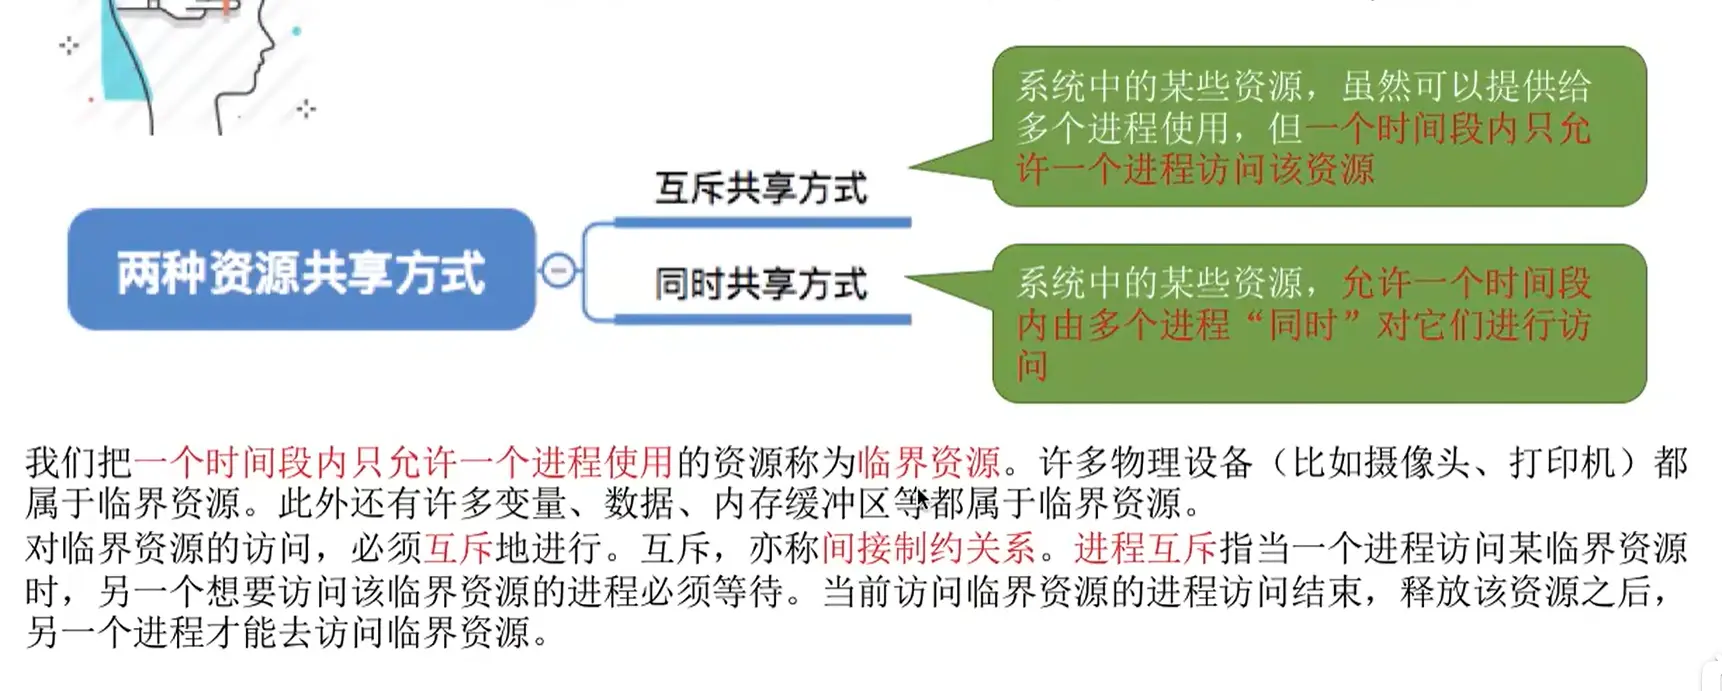 系统中的某些资源，虽然可以提供给
多个进程使用，但一个时间段内只允
许一个进程访问该资源
互斥共享方式
两种资源共享方式
同时共享方式
系统中的某些资源，允许一个时间段
内由多个进程“同时”对它们进行访
问
我们把一个时间段内只允许一个进程使用的资源称为临界资源。许多物理设备（比如摄像头、打印机）都
属于临界资源。此外还有许多变量、数据、内存缓冲区等都属于临界资源。
对临界资源的访问，必须互斥地进行。互斥，亦称间接制约关系。进程互斥指当一个进程访问某临界资源
时，另一个想要访问该临界资源的进程必须等待。当前访问临界资源的进程访问结束，释放该资源之后，
另一个进程才能去访问临界资源。